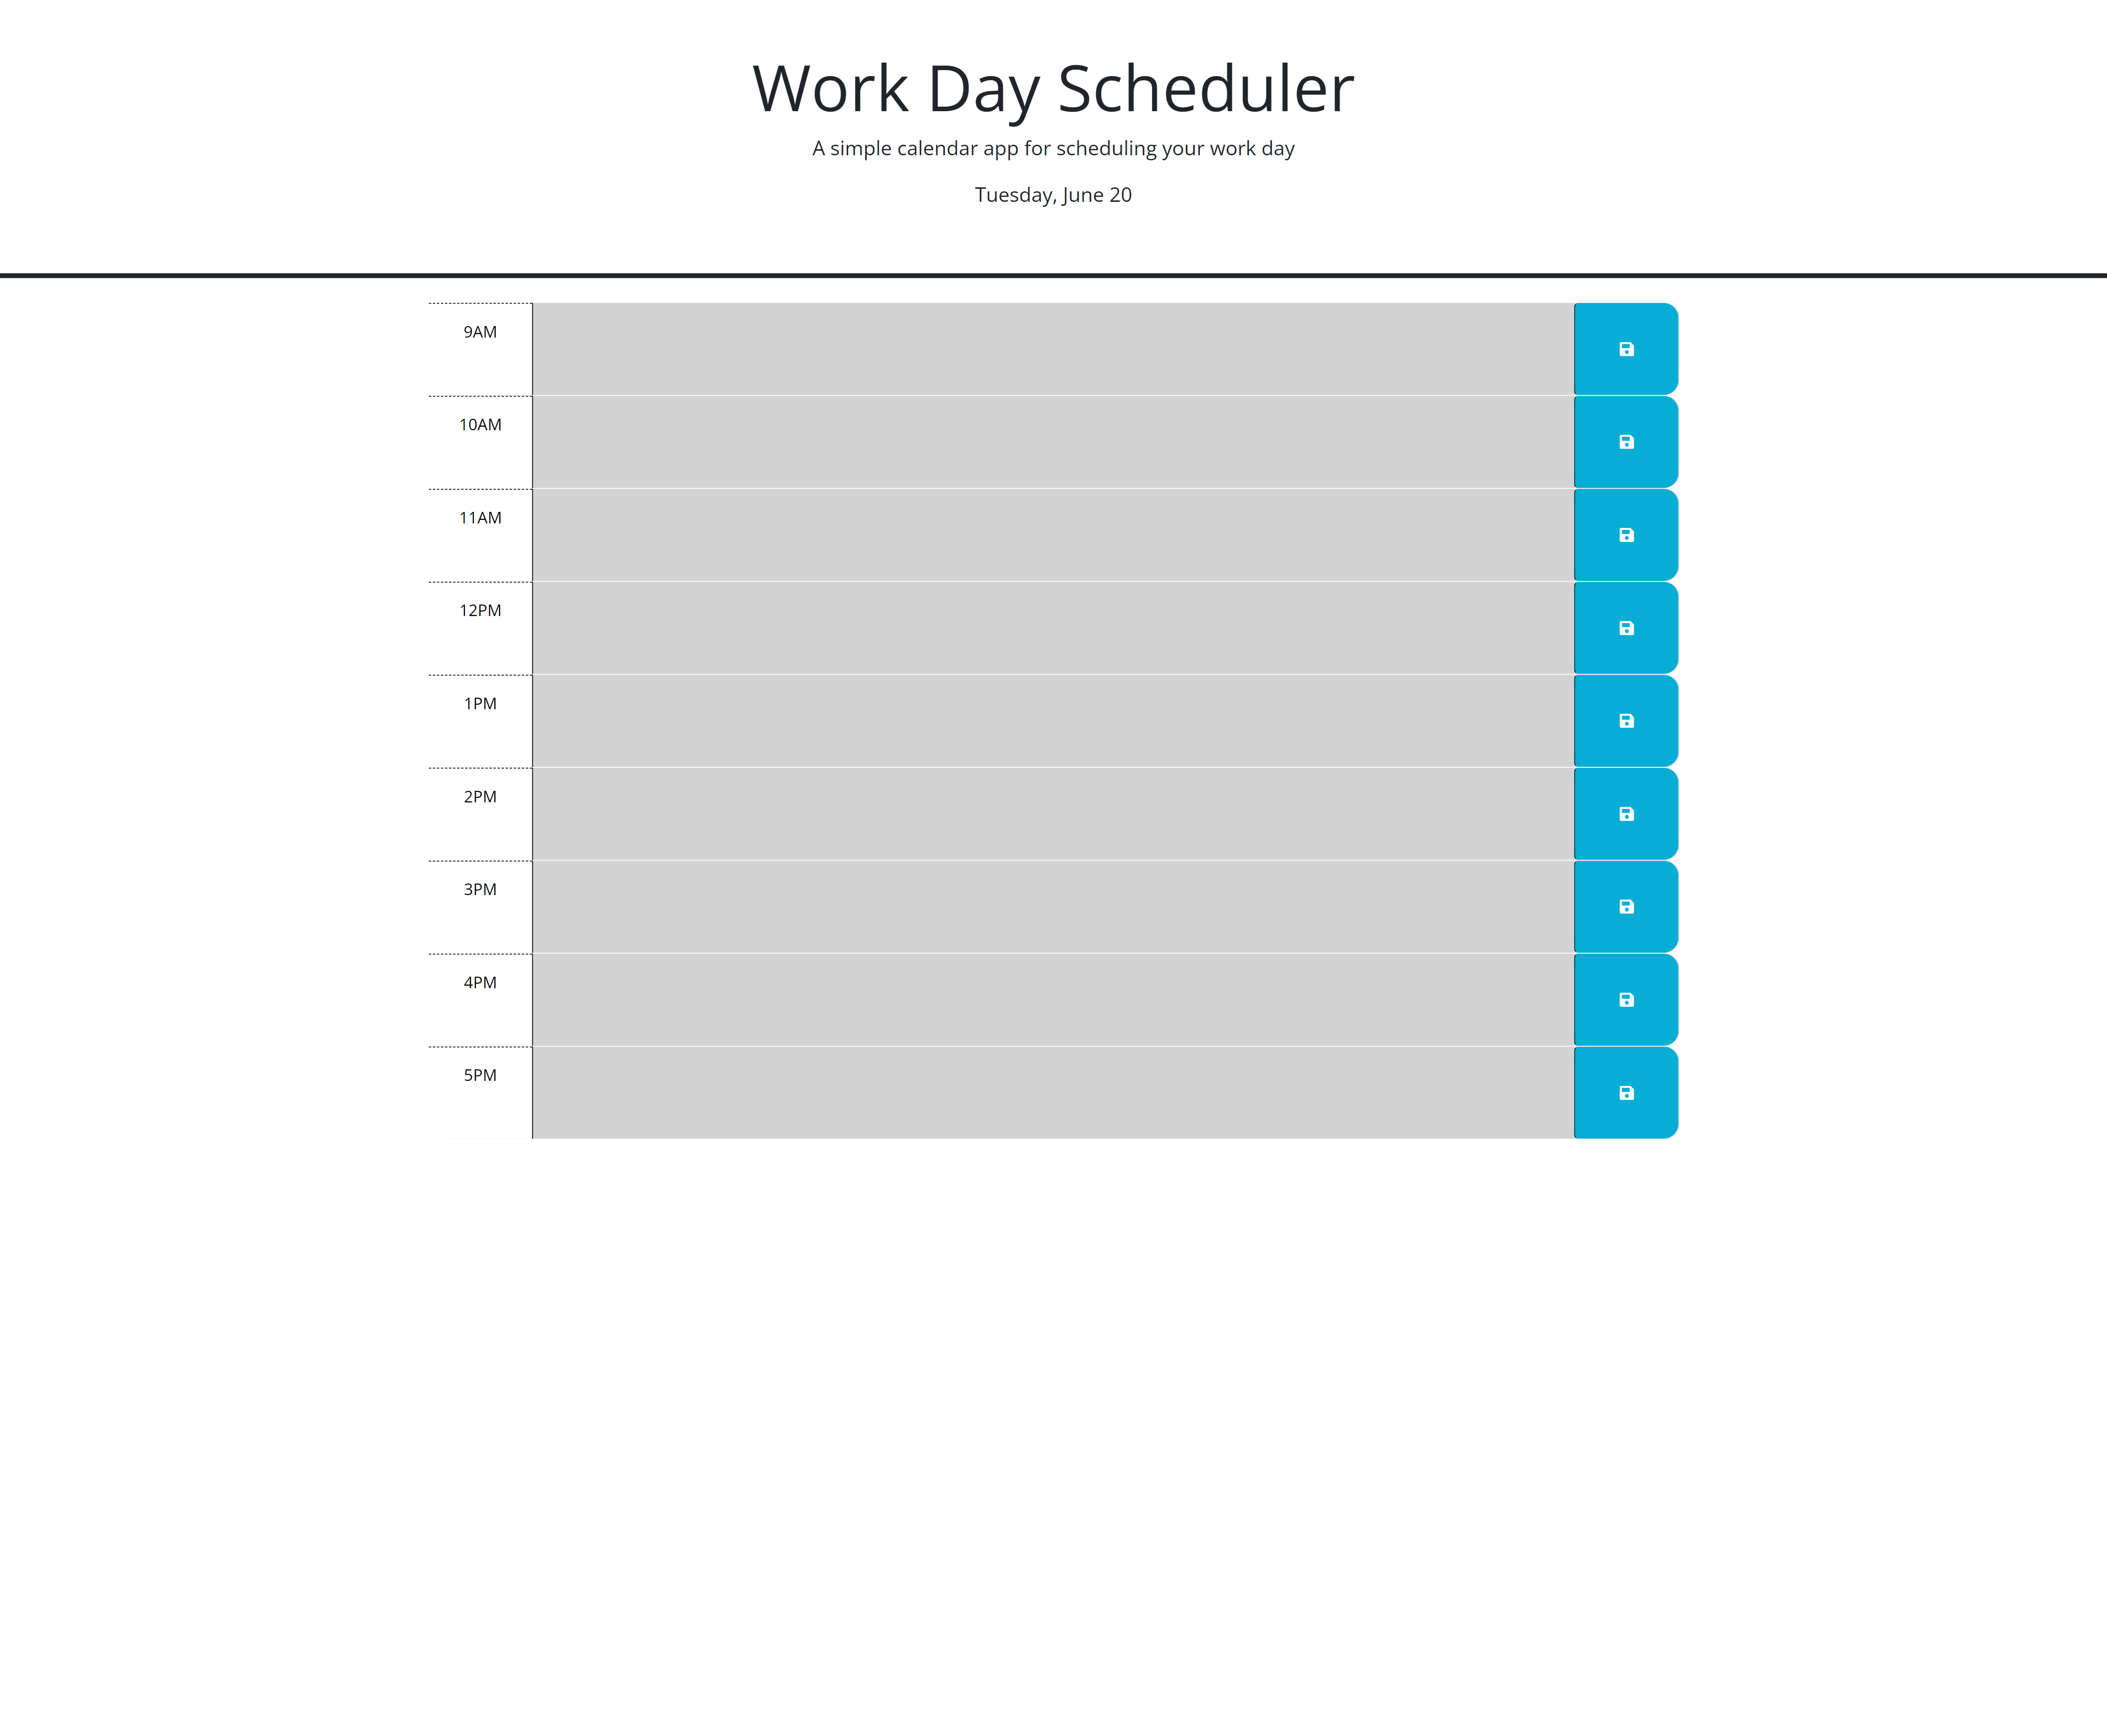 Work Day Scheduler
A simple calendar app for scheduling your work day
Tuesday, June 20
9AM
10AM
11AM
12PM
1PM
2PM
3PM
4PM
5PM